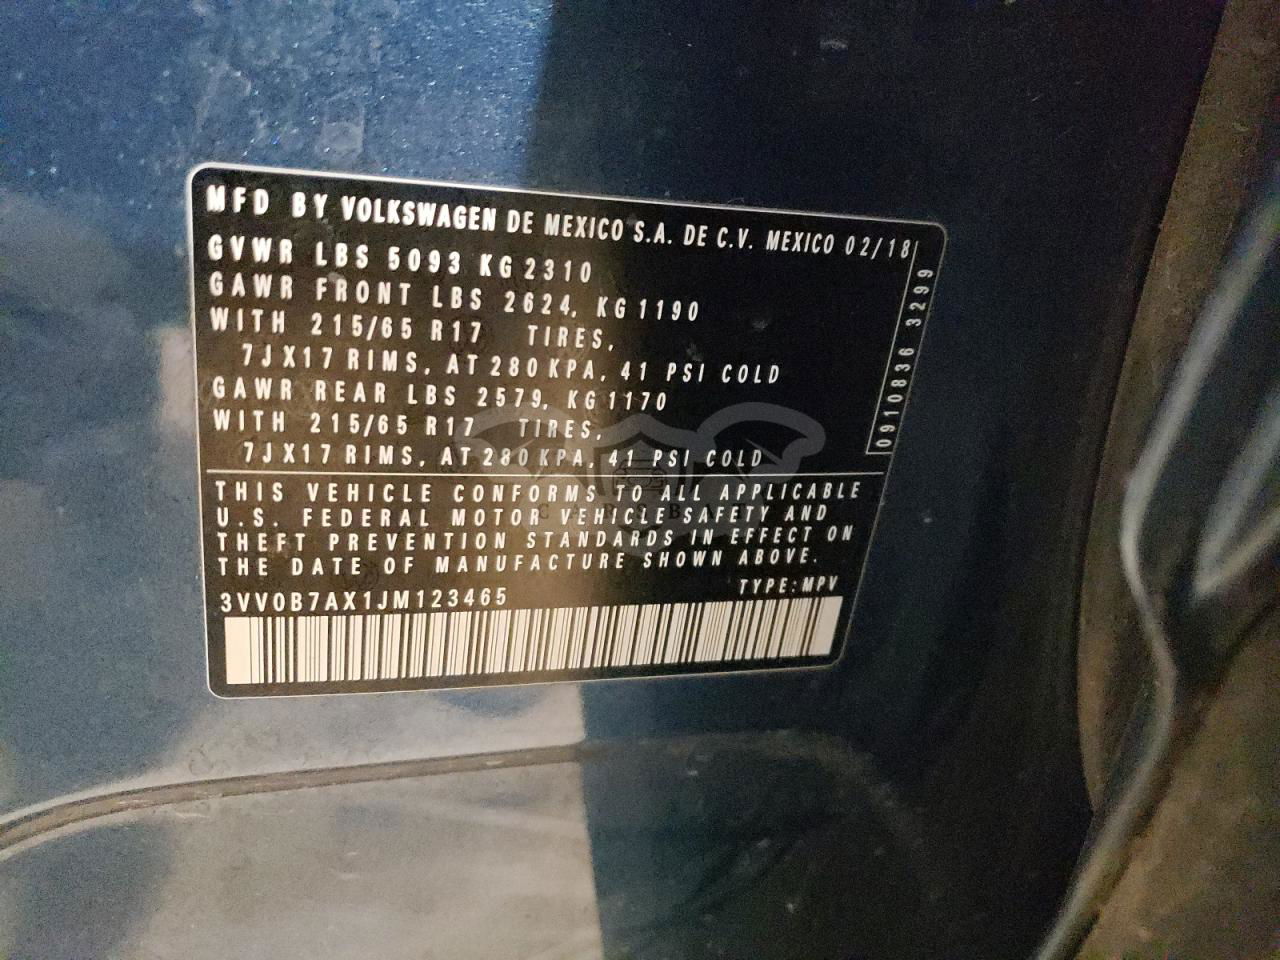 MFD BY VOLKSWAGEN DE MEXICO S.A. DE C.V. MEXICO 02/18
GVWR LBS 5093 KG 2310
GAWR FRONT LBS 2624, KG 1190
WITH 215/65 R17 TIRES,
7JX17 RIMS, AT 280 KPA, 41 PSI COLD
GAWR REAR LBS 2579, KG 1170
WITH 215/65 R17 TIRES,
7JX17 RIMS, AT 280 KPA, 41 PSI COLD
0910836 3299
THIS VEHICLE CONFORMS TO ALL APPLICABLE
U.S. FEDERAL MOTOR VEHICLE SAFETY AND
THEFT PREVENTION STANDARDS IN EFFECT ON
THE DATE OF MANUFACTURE SHOWN ABOVE.
3VV0B7AX1JM123465 TYPE: MPV